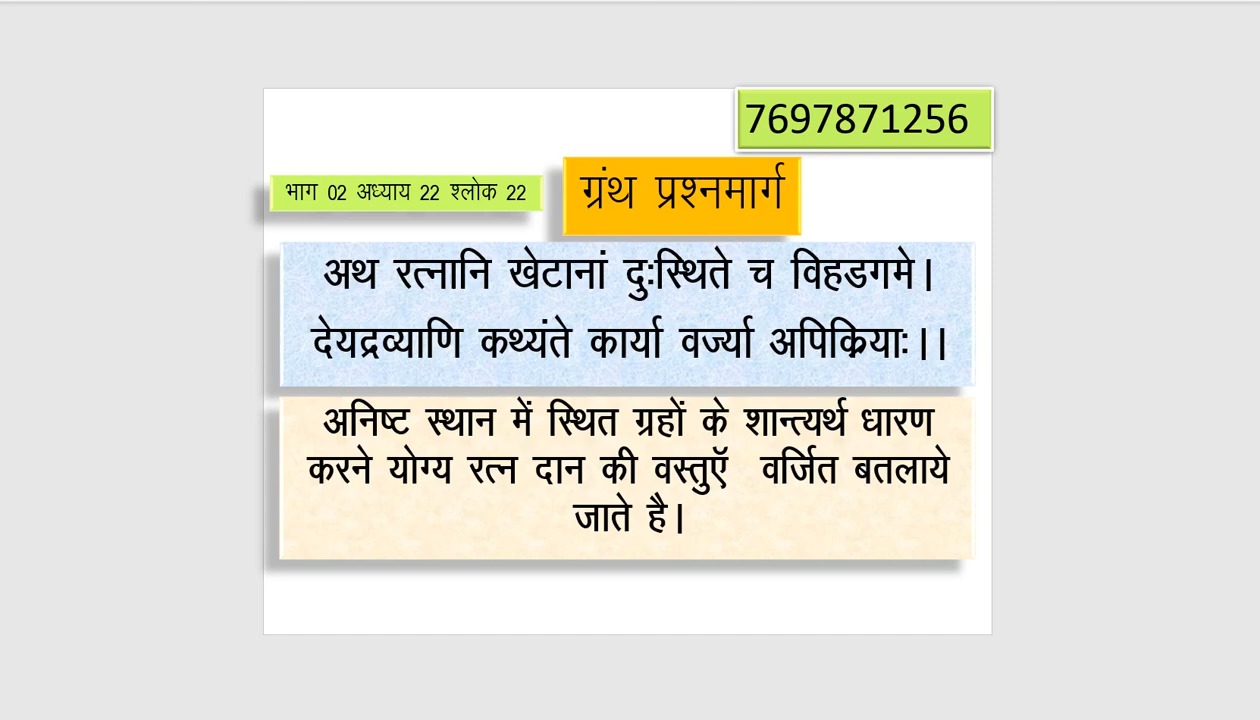 7697871256
भाग 02 अध्याय 22 श्लोक 22
ग्रंथ प्रश्नमार्ग
अथ रत्नानि खेटानां दुःस्थिते च विहडगमे।
देयद्रव्याणि कथ्यंते कार्या वर्ज्या अपिक्रियाः।।
अनिष्ट स्थान में स्थित ग्रहों के शान्त्यर्थ धारण
करने योग्य रत्न दान की वस्तुऍ वर्जित बतलाये
जाते है।